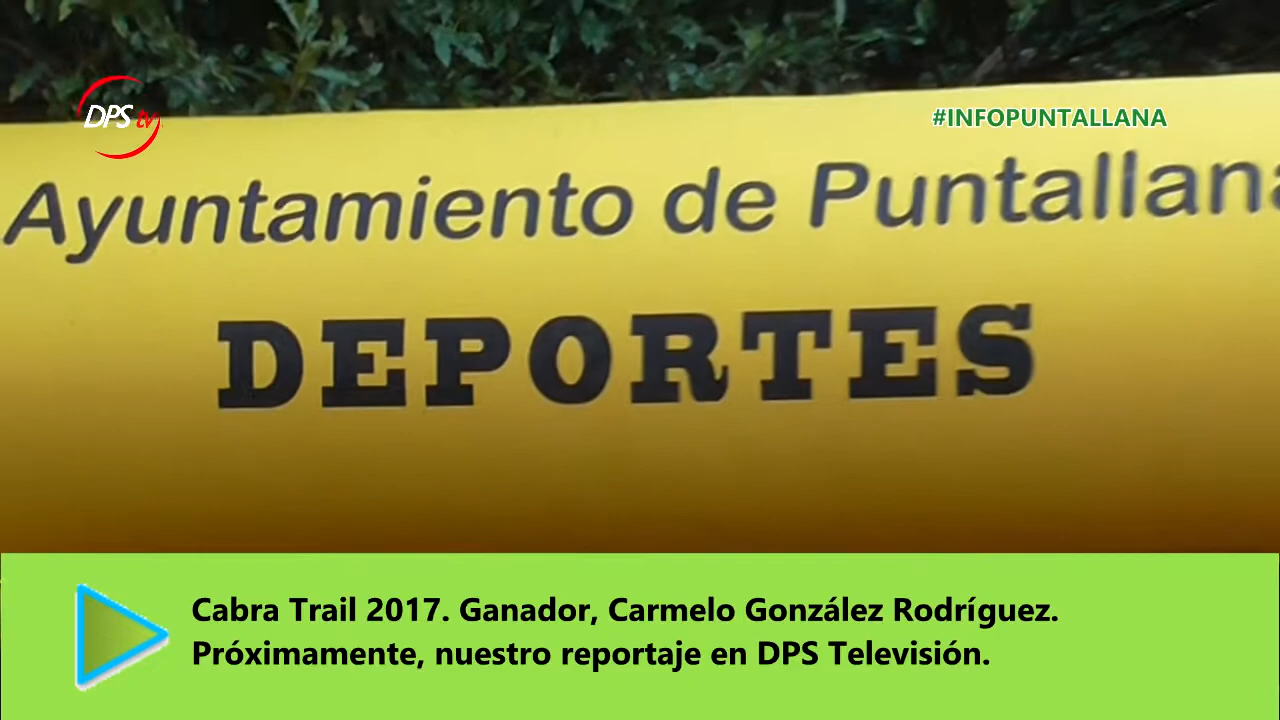 DPS tv
#INFOPUNTALLANA
Ayuntamiento de Puntallana
DEPORTES
Cabra Trail 2017. Ganador, Carmelo González Rodríguez.
Próximamente, nuestro reportaje en DPS Televisión.